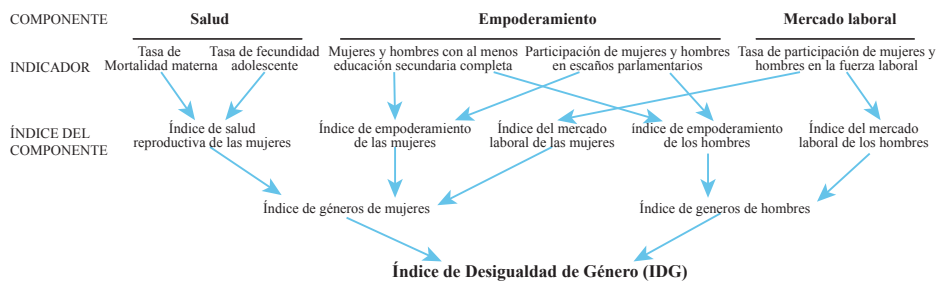 COMPONENTE
Salud
Empoderamiento
Mercado laboral
INDICADOR
Tasa de
Mortalidad materna
Tasa de fecundidad
adolescente
Mujeres y hombres con al menos
educación secundaria completa
Participación de mujeres y hombres
en escaños parlamentarios
Tasa de participación de mujeres y
hombres en la fuerza laboral
ÍNDICE DEL
COMPONENTE
Índice de salud
reproductiva de las mujeres
Índice de empoderamiento
de las mujeres
Índice del mercado
laboral de las mujeres
índice de empoderamiento
de los hombres
Índice del mercado
laboral de los hombres
Índice de géneros de mujeres
Índice de generos de hombres
Índice de Desigualdad de Género (IDG)